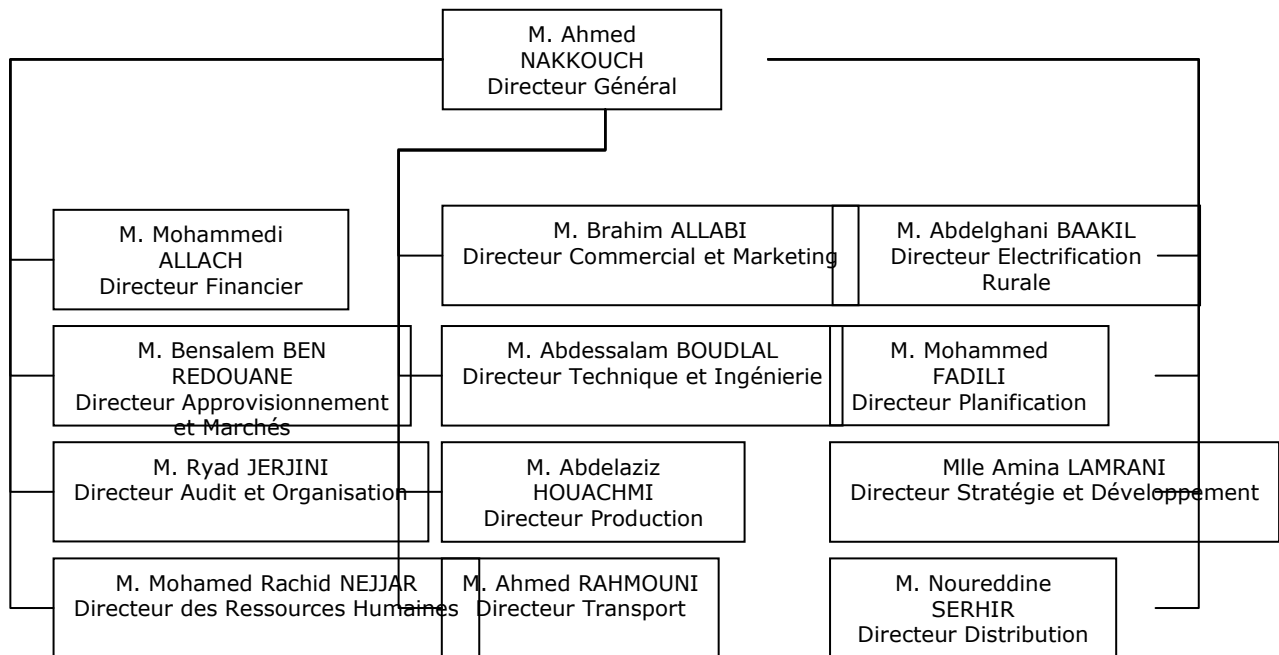 M. Ahmed
NAKKOUCH
Directeur Général
M. Mohammedi
ALLACH
Directeur Financier
M. Brahim ALLABI
Directeur Commercial et Marketing
M. Abdelghani BAAKIL
Directeur Electrification
Rurale
M. Bensalem BEN
REDOUANE
Directeur Approvisionnement
et Marchés
M. Abdessalam BOUDLAL
Directeur Technique et Ingénierie
M. Mohammed
FADILI
Directeur Planification
M. Ryad JERJINI
Directeur Audit et Organisation
M. Abdelaziz
HOUACHMI
Directeur Production
Mlle Amina LAMRANI
Directeur Stratégie et Développement
M. Mohamed Rachid NEJJAR
Directeur des Ressources Humaines
M. Ahmed RAHMOUNI
Directeur Transport
M. Noureddine
SERHIR
Directeur Distribution